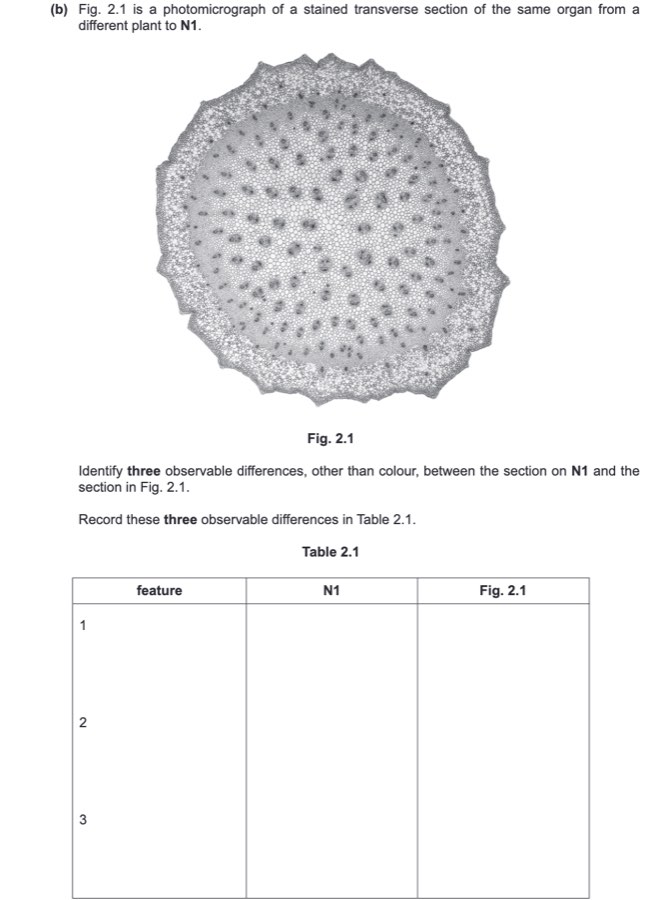 (b) Fig. 2.1 is a photomicrograph of a stained transverse section of the same organ from a
different plant to N1.
Fig. 2.1
Identify three observable differences, other than colour, between the section on N1 and the
section in Fig. 2.1.
Record these three observable differences in Table 2.1.
Table 2.1
feature N1 Fig. 2.1
1
2
3